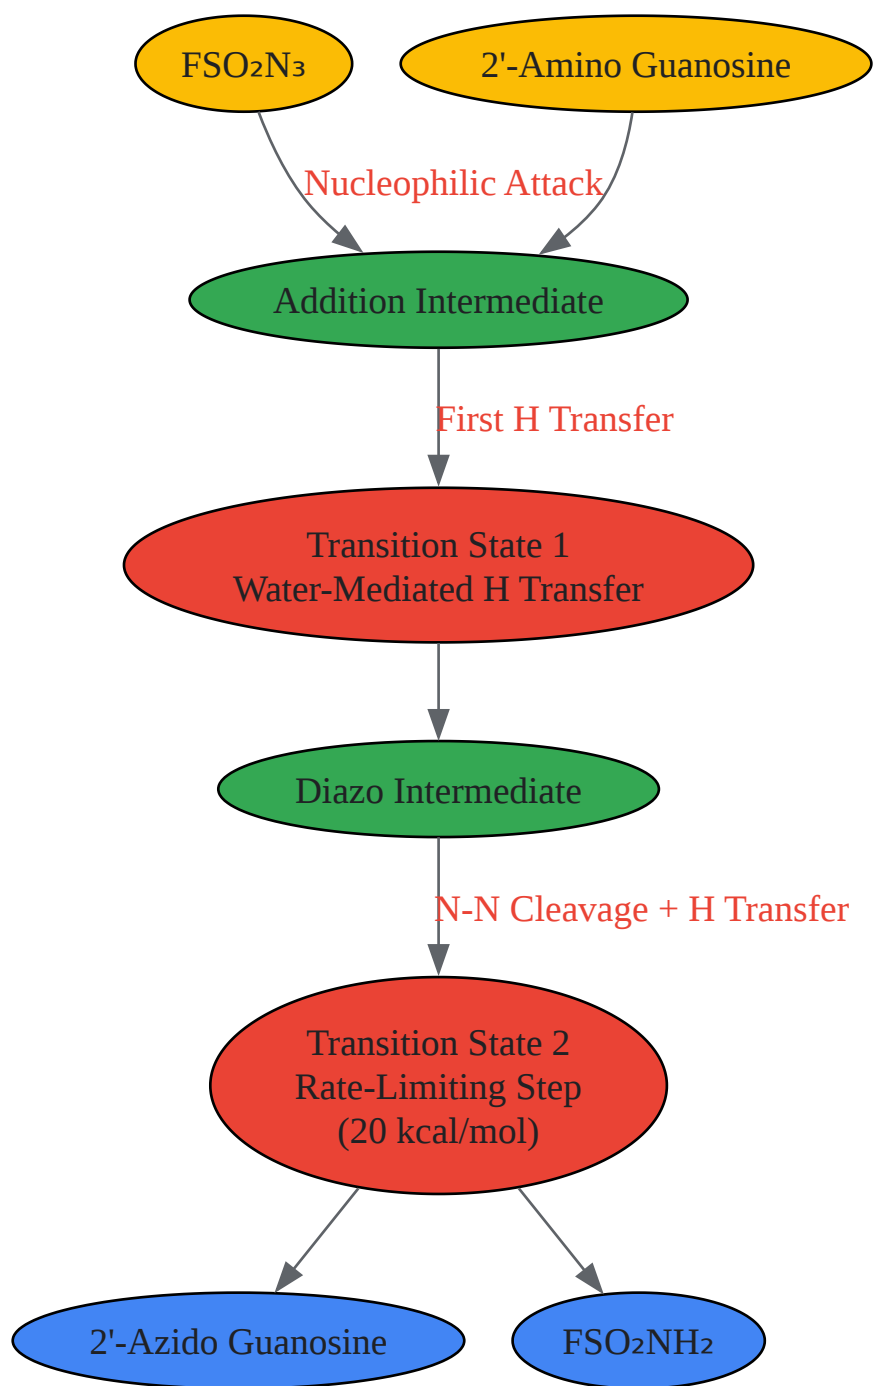 FSO₂N₃
2'-Amino Guanosine
Nucleophilic Attack
Addition Intermediate
First H Transfer
Transition State 1
Water-Mediated H Transfer
Diazo Intermediate
N-N Cleavage + H Transfer
Transition State 2
Rate-Limiting Step
(20 kcal/mol)
2'-Azido Guanosine
FSO₂NH₂